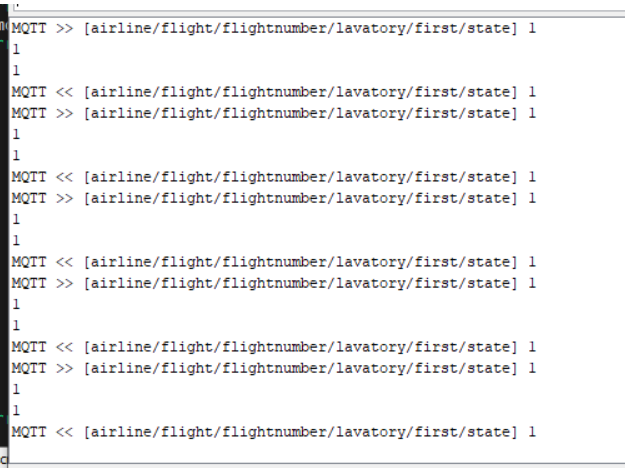 MQTT >> [airline/flight/flightnumber/lavatory/first/state] 1
1
1
MQTT << [airline/flight/flightnumber/lavatory/first/state] 1
MQTT >> [airline/flight/flightnumber/lavatory/first/state] 1
1
1
MQTT << [airline/flight/flightnumber/lavatory/first/state] 1
MQTT >> [airline/flight/flightnumber/lavatory/first/state] 1
1
1
MQTT << [airline/flight/flightnumber/lavatory/first/state] 1
MQTT >> [airline/flight/flightnumber/lavatory/first/state] 1
1
1
MQTT << [airline/flight/flightnumber/lavatory/first/state] 1
MQTT >> [airline/flight/flightnumber/lavatory/first/state] 1
1
1
MQTT << [airline/flight/flightnumber/lavatory/first/state] 1